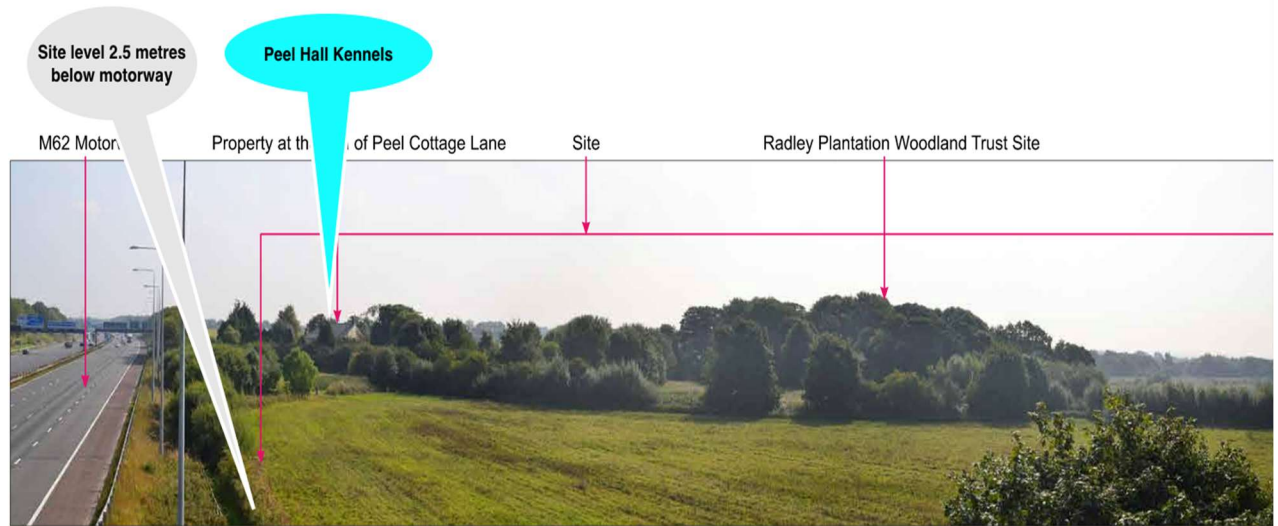 Site level 2.5 metres
below motorway
Peel Hall Kennels
M62 Motorw
Property at th of Peel Cottage Lane
Site
Radley Plantation Woodland Trust Site